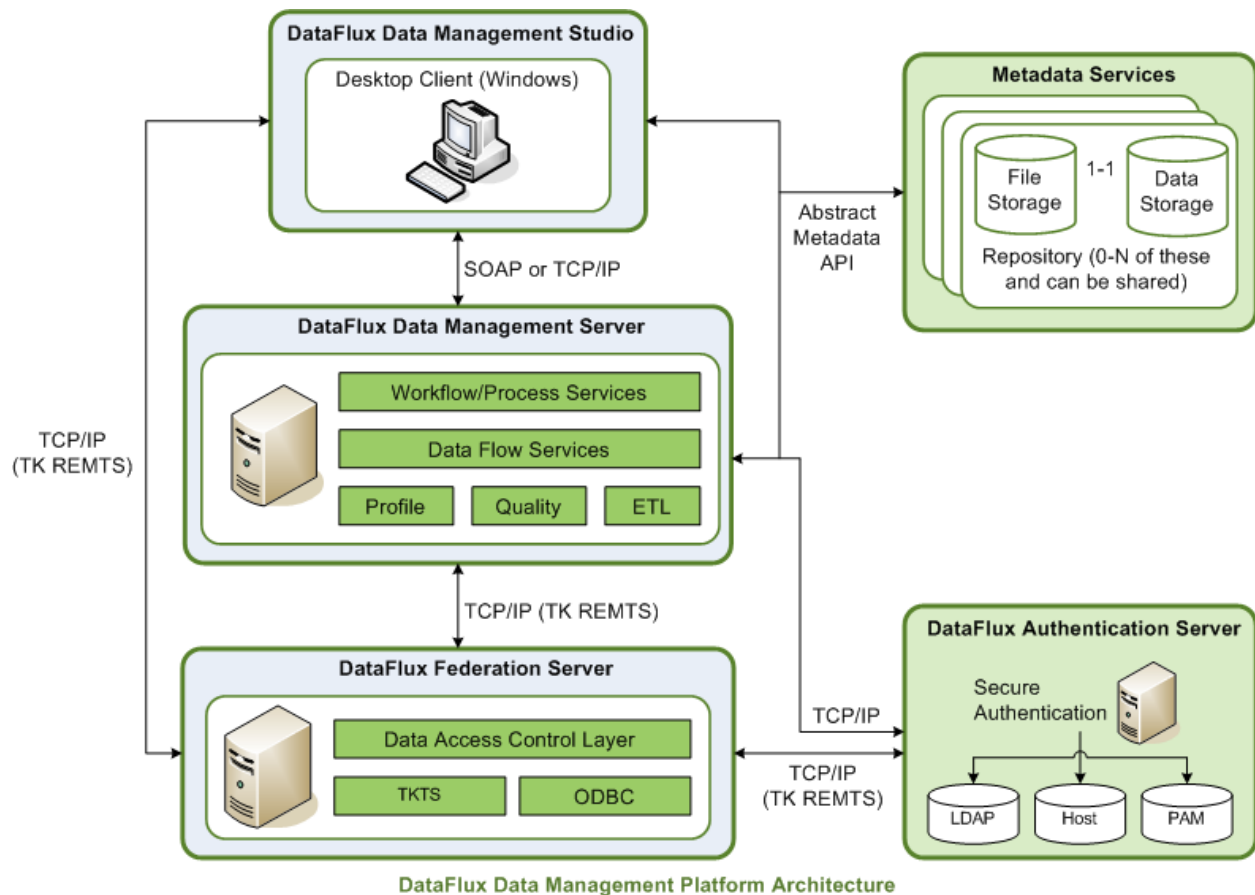 DataFlux Data Management Studio
Desktop Client (Windows)
Metadata Services
File
Storage
1-1
Data
Storage
Repository (0-N of these
and can be shared)
Abstract
Metadata
API
SOAP or TCP/IP
DataFlux Data Management Server
Workflow/Process Services
Data Flow Services
Profile
Quality
ETL
TCP/IP
(TK REMTS)
TCP/IP (TK REMTS)
DataFlux Federation Server
Data Access Control Layer
TKTS
ODBC
TCP/IP
TCP/IP
(TK REMTS)
DataFlux Authentication Server
Secure
Authentication
LDAP
Host
PAM
DataFlux Data Management Platform Architecture